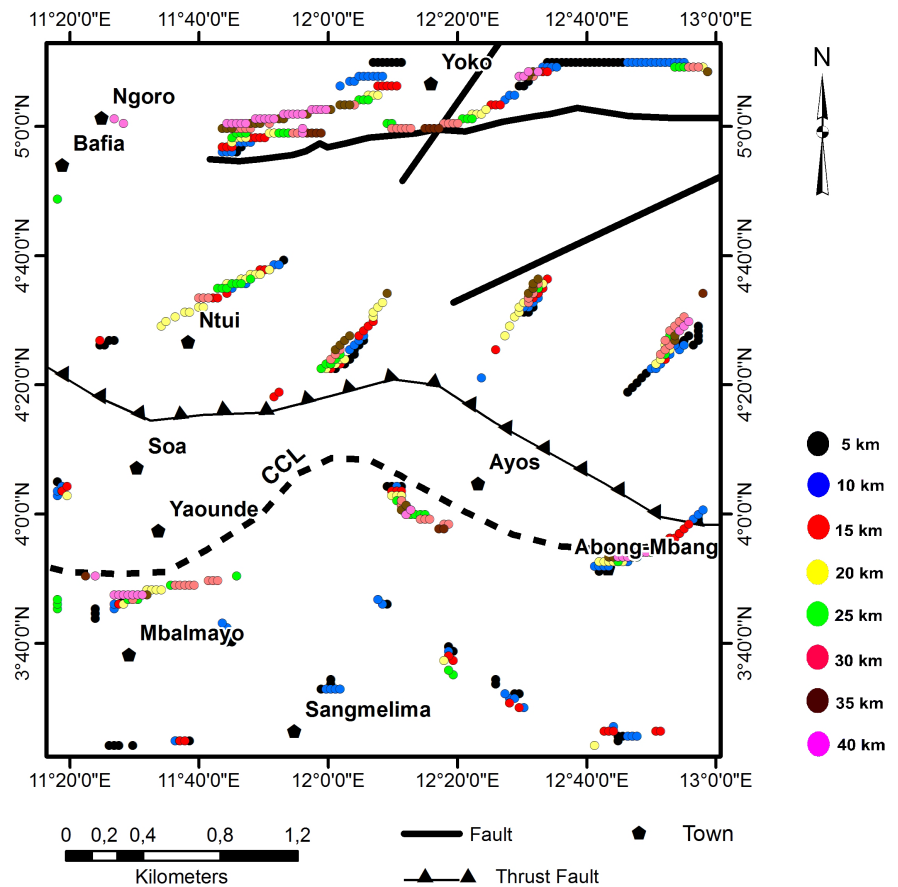 11°20'0"E 11°40'0"E 12°0'0"E 12°20'0"E 12°40'0"E 13°0'0"E
N
Yoko
Ngoro
Bafia
5°0'0"N 5°0'0"N
4°40'0"N 4°40'0"N
Ntui
4°20'0"N 4°20'0"N
Soa
CCL
Ayos
Yaounde
4°0'0"N 4°0'0"N
Abong-Mbang
Mbalmayo
3°40'0"N 3°40'0"N
Sangmelima
11°20'0"E 11°40'0"E 12°0'0"E 12°20'0"E 12°40'0"E 13°0'0"E
5 km
10 km
15 km
20 km
25 km
30 km
35 km
40 km
0 0,2 0,4 0,8 1,2
Kilometers
Fault
Town
Thrust Fault